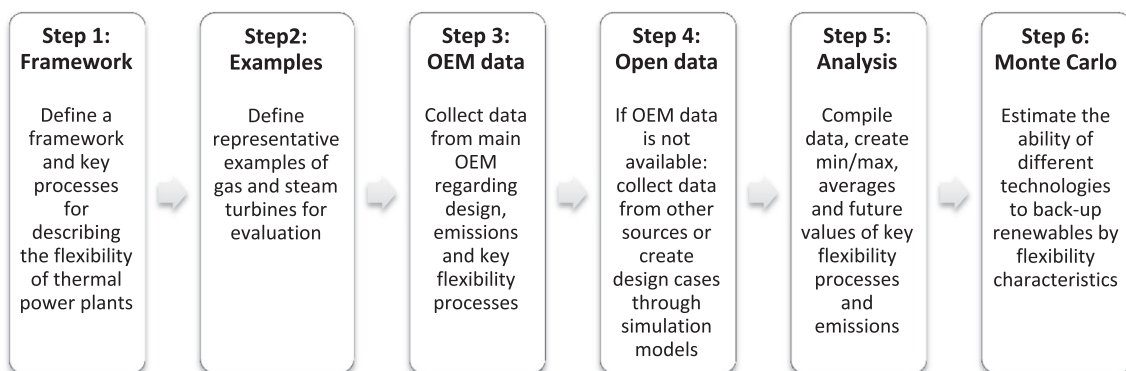 Step 1:
Framework
Define a
framework
and key
processes
for
describing
the flexibility
of thermal
power plants
Step2:
Examples
Define
representative
examples of
gas and steam
turbines for
evaluation
Step 3:
OEM data
Collect data
from main
OEM
regarding
design,
emissions
and key
flexibility
processes
Step 4:
Open data
If OEM data
is not
available:
collect data
from other
sources or
create
design cases
through
simulation
models
Step 5:
Analysis
Compile
data, create
min/max,
averages
and future
values of key
flexibility
processes
and
emissions
Step 6:
Monte Carlo
Estimate the
ability of
different
technologies
to back-up
renewables by
flexibility
characteristics